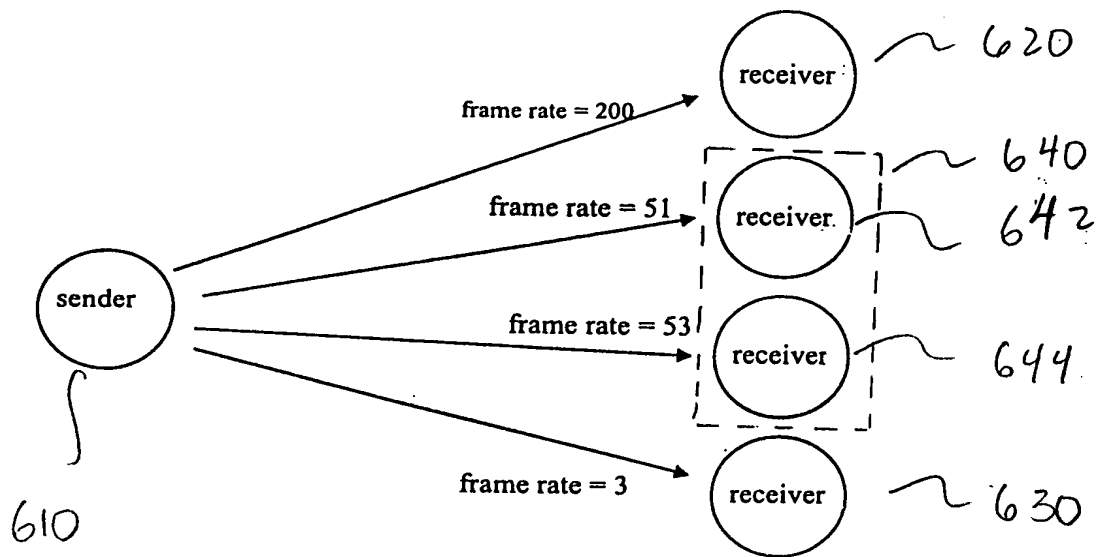 receiver
620
frame rate = 200
640
frame rate = 51
receiver
642
sender
frame rate = 53
receiver
644
frame rate = 3
receiver
630
610